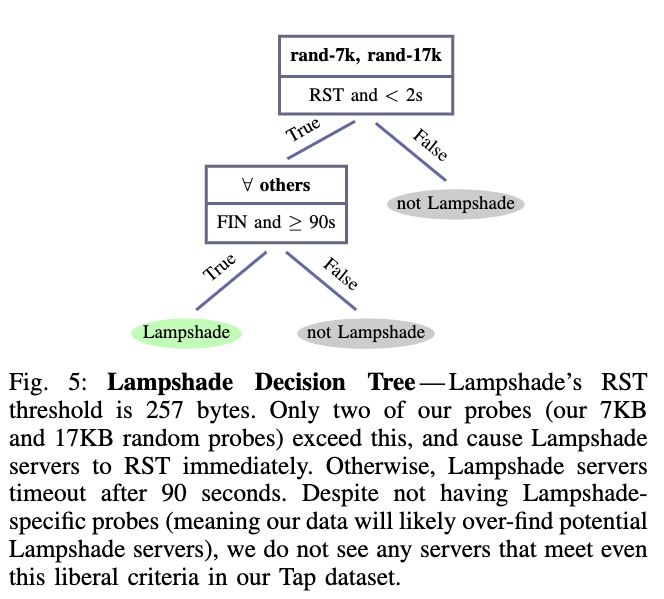 rand-7k, rand-17k
RST and < 2s
True
False
∀ others
FIN and ≥ 90s
not Lampshade
True
False
Lampshade
not Lampshade
Fig. 5: Lampshade Decision Tree — Lampshade's RST
threshold is 257 bytes. Only two of our probes (our 7KB
and 17KB random probes) exceed this, and cause Lampshade
servers to RST immediately. Otherwise, Lampshade servers
timeout after 90 seconds. Despite not having Lampshade-
specific probes (meaning our data will likely over-find potential
Lampshade servers), we do not see any servers that meet even
this liberal criteria in our Tap dataset.